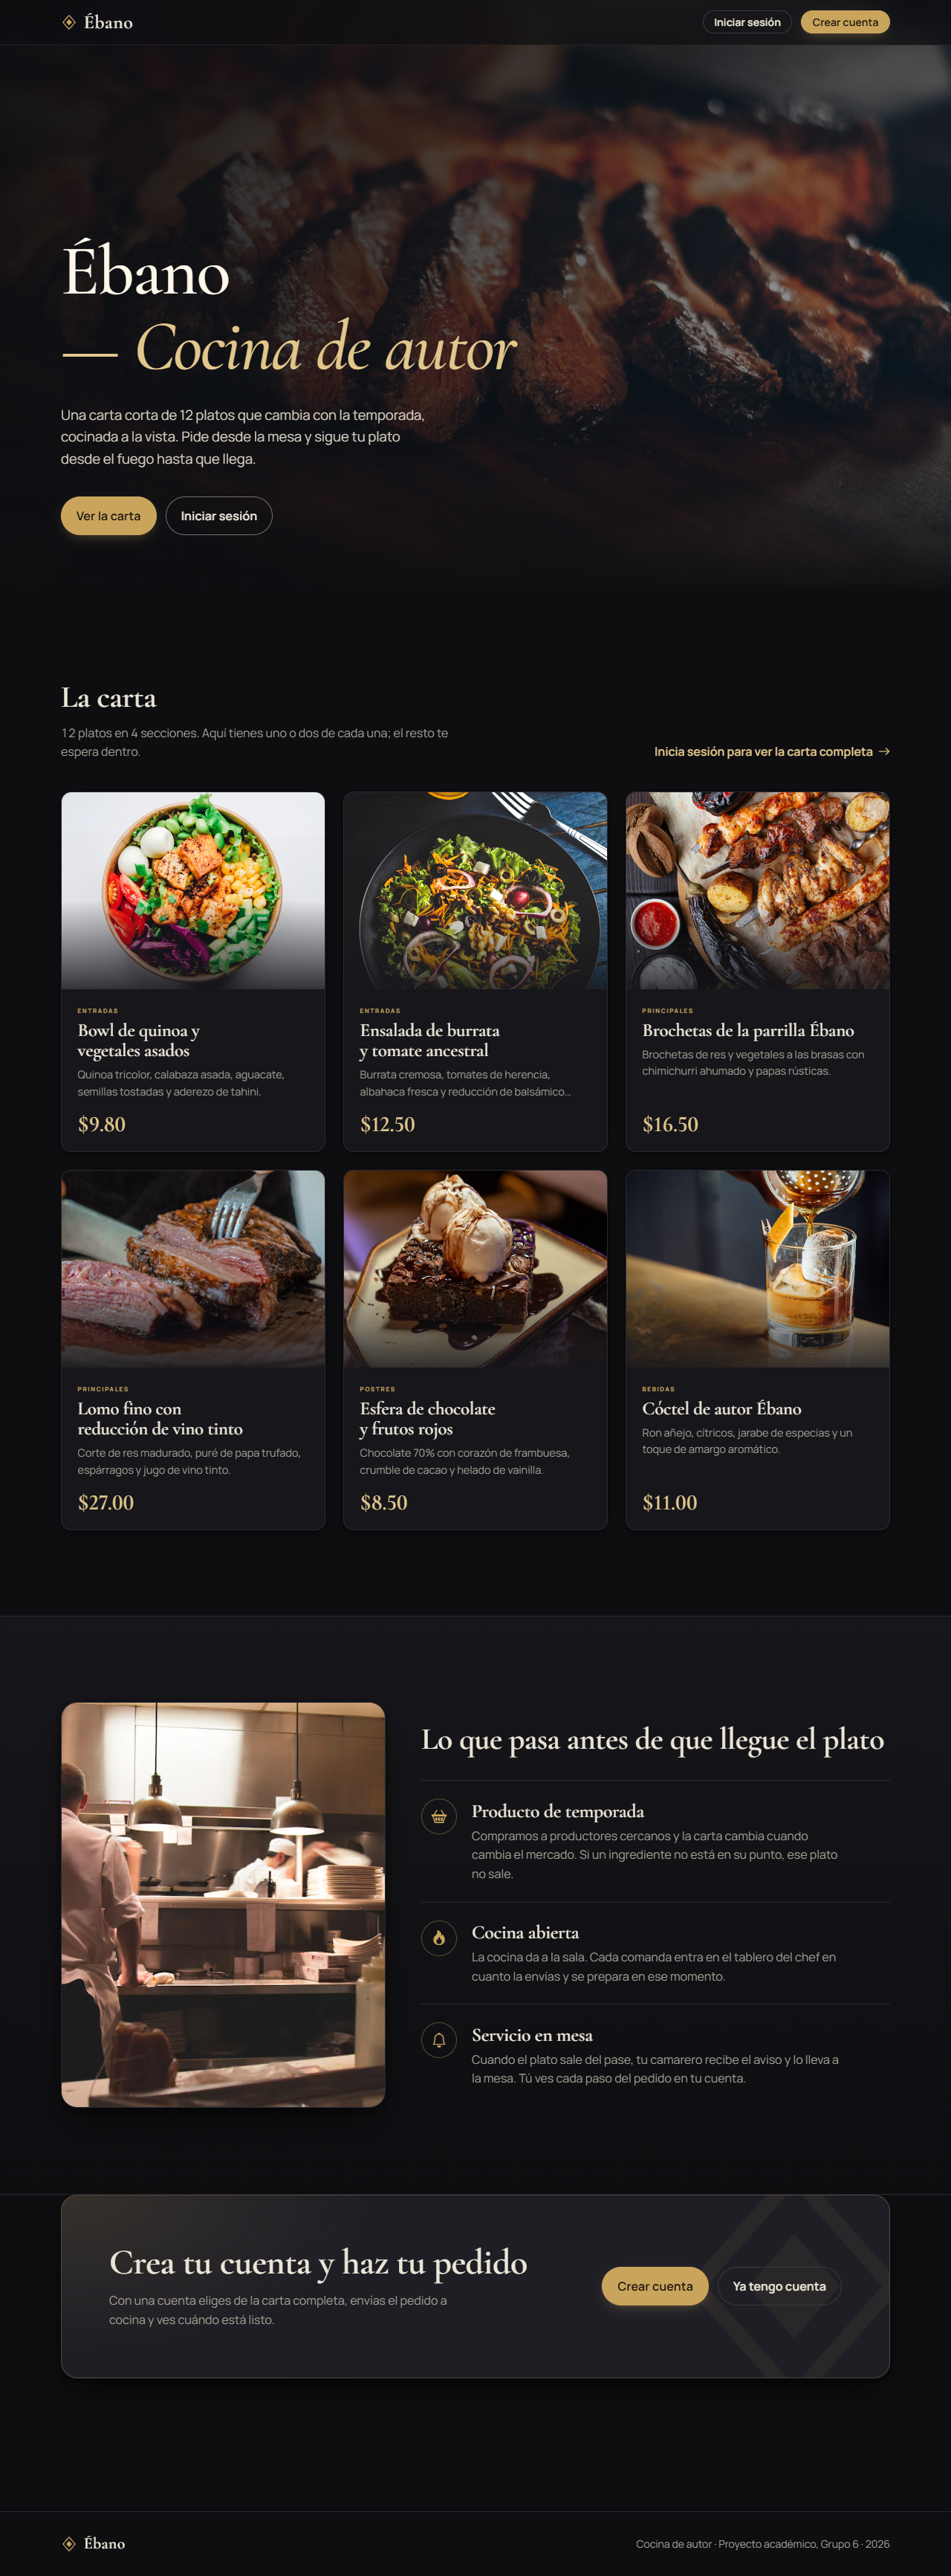 Ébano
Iniciar sesión
Crear cuenta
Ébano
— Cocina de autor
Una carta corta de 12 platos que cambia con la temporada,
cocinada a la vista. Pide desde la mesa y sigue tu plato
desde el fuego hasta que llega.
Ver la carta
Iniciar sesión
La carta
12 platos en 4 secciones. Aquí tienes uno o dos de cada una; el resto te
espera dentro.
Inicia sesión para ver la carta completa →
ENTRADAS
Bowl de quinoa y
vegetales asados
Quinoa tricolor, calabaza asada, aguacate,
semillas tostadas y aderezo de tahini.
$9.80
ENTRADAS
Ensalada de burrata
y tomate ancestral
Burrata cremosa, tomates de herencia,
albahaca fresca y reducción de balsámico...
$12.50
PRINCIPALES
Brochetas de la parrilla Ébano
Brochetas de res y vegetales a las brasas con
chimichurri ahumado y papas rústicas.
$16.50
PRINCIPALES
Lomo fino con
reducción de vino tinto
Corte de res madurado, puré de papa trufado,
espárragos y jugo de vino tinto.
$27.00
POSTRES
Esfera de chocolate
y frutos rojos
Chocolate 70% con corazón de frambuesa,
crumble de cacao y helado de vainilla.
$8.50
BEBIDAS
Cóctel de autor Ébano
Ron añejo, cítricos, jarabe de especias y un
toque de amargo aromático.
$11.00
Lo que pasa antes de que llegue el plato
Producto de temporada
Compramos a productores cercanos y la carta cambia cuando
cambia el mercado. Si un ingrediente no está en su punto, ese plato
no sale.
Cocina abierta
La cocina da a la sala. Cada comanda entra en el tablero del chef en
cuanto la envías y se prepara en ese momento.
Servicio en mesa
Cuando el plato sale del pase, tu camarero recibe el aviso y lo lleva a
la mesa. Tú ves cada paso del pedido en tu cuenta.
Crea tu cuenta y haz tu pedido
Con una cuenta eliges de la carta completa, envías el pedido a
cocina y ves cuándo está listo.
Crear cuenta
Ya tengo cuenta
Ébano
Cocina de autor · Proyecto académico, Grupo 6 · 2026